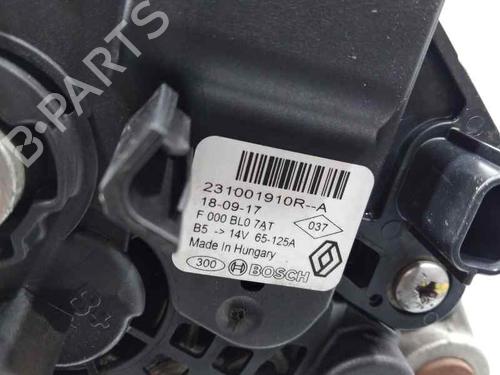 B-PARTS
231001910R--A
18-09-17
037
F 000 BL0 7AT
B5 -> 14V 65-125A
Made In Hungary
300 BOSCH